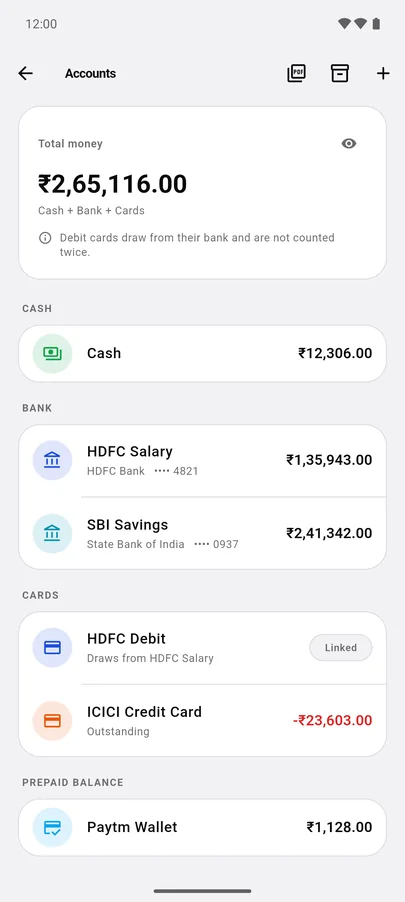 12:00
Accounts
PDF
Total money
₹2,65,116.00
Cash + Bank + Cards
Debit cards draw from their bank and are not counted
twice.
CASH
Cash ₹12,306.00
BANK
HDFC Salary ₹1,35,943.00
HDFC Bank •••• 4821
SBI Savings ₹2,41,342.00
State Bank of India •••• 0937
CARDS
HDFC Debit Linked
Draws from HDFC Salary
ICICI Credit Card -₹23,603.00
Outstanding
PREPAID BALANCE
Paytm Wallet ₹1,128.00